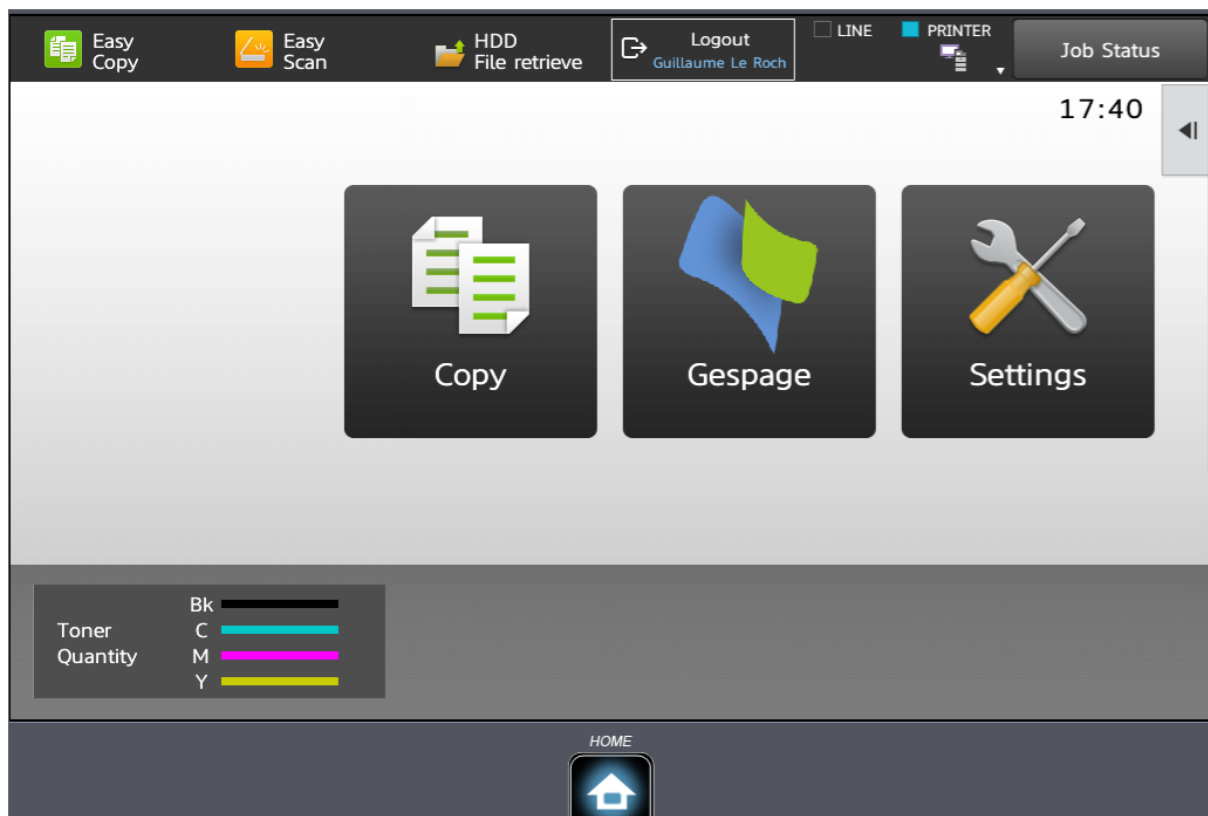 Easy
Copy
Easy
Scan
HDD
File retrieve
Logout
Guillaume Le Roch
LINE
PRINTER
Job Status
17:40
Copy
Gespage
Settings
Toner
Quantity
Bk
C
M
Y
HOME